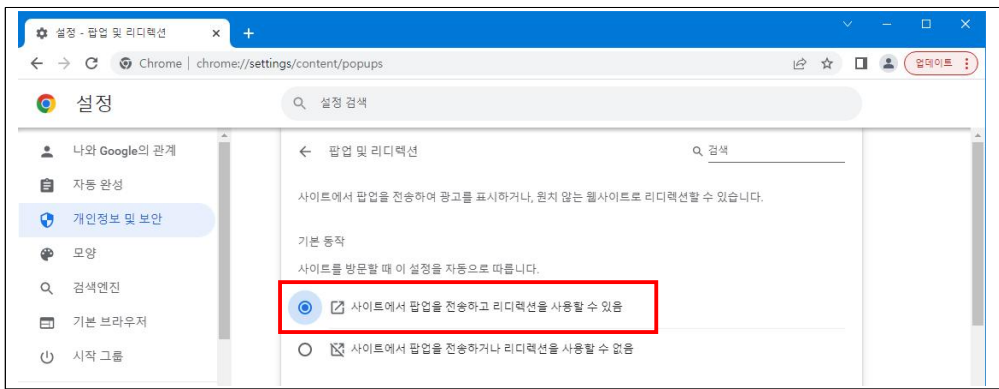 설정 - 팝업 및 리디렉션
Chrome | chrome://settings/content/popups
업데이트
설정
설정 검색
나와 Google의 관계
자동 완성
개인정보 및 보안
모양
검색엔진
기본 브라우저
시작 그룹
팝업 및 리디렉션
검색
사이트에서 팝업을 전송하여 광고를 표시하거나, 원치 않는 웹사이트로 리디렉션할 수 있습니다.
기본 동작
사이트를 방문할 때 이 설정을 자동으로 따릅니다.
사이트에서 팝업을 전송하고 리디렉션을 사용할 수 있음
사이트에서 팝업을 전송하거나 리디렉션을 사용할 수 없음